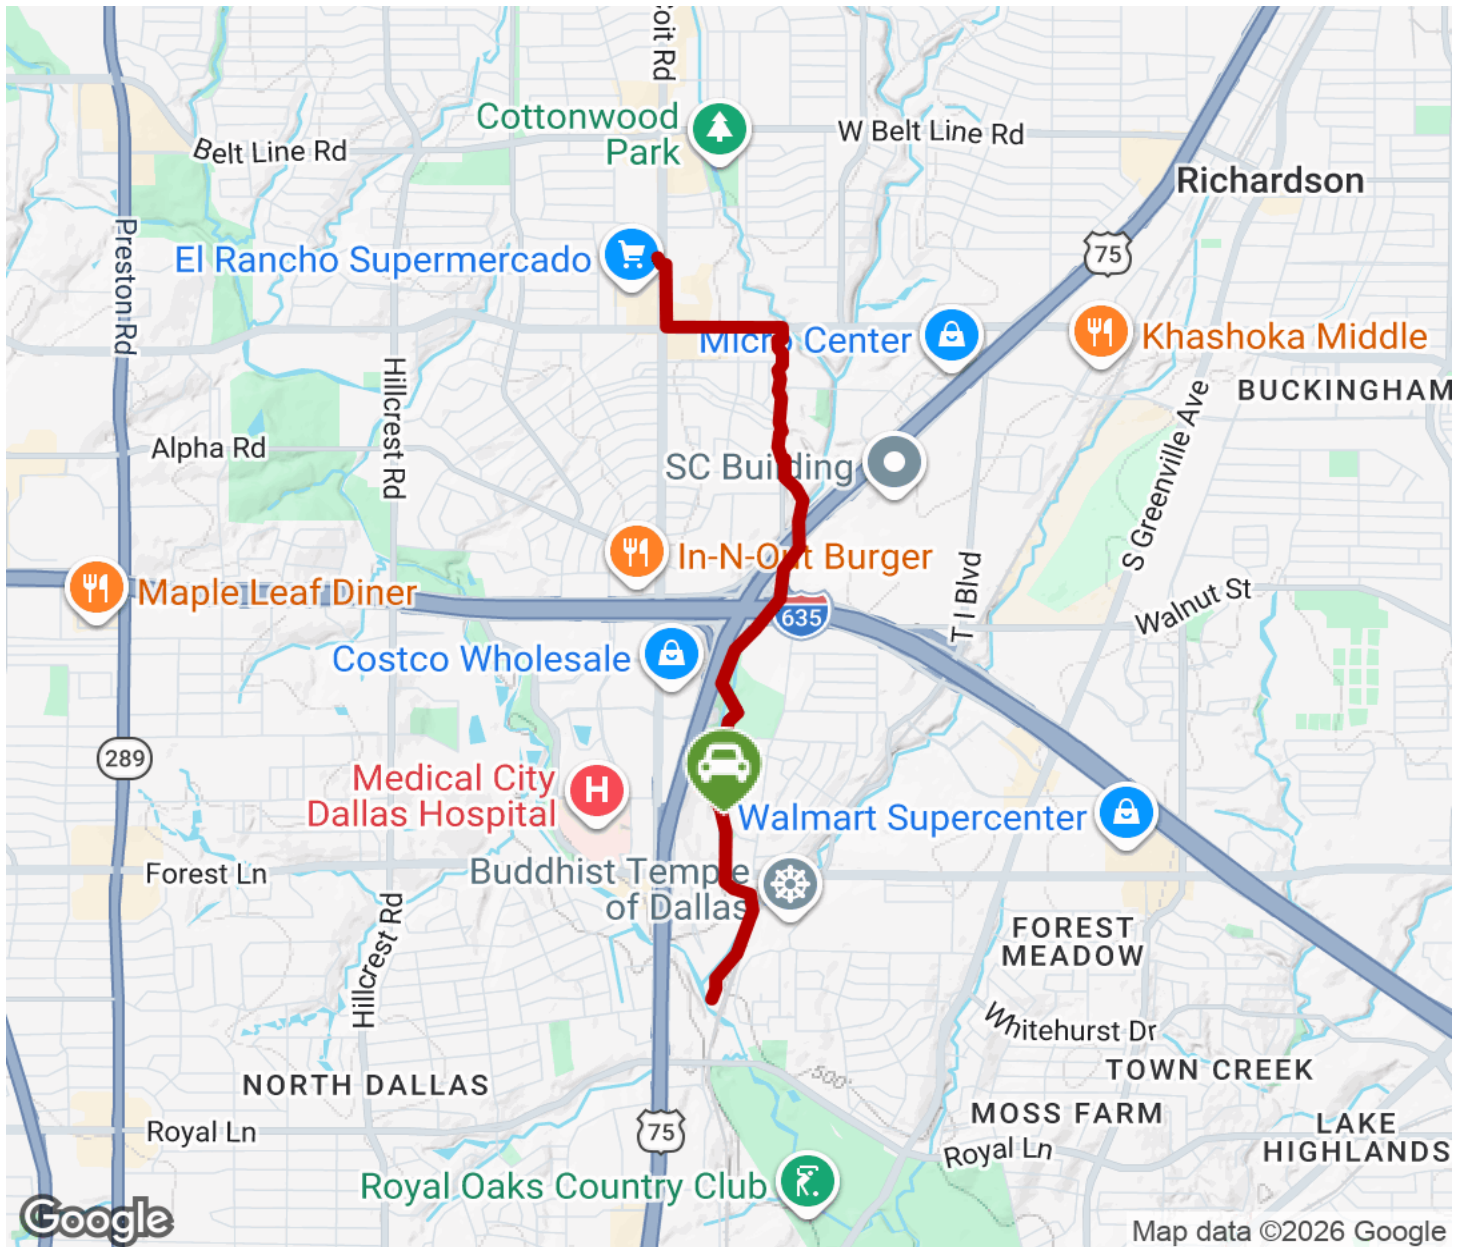 oit Rd
Cottonwood
Park
W Belt Line Rd
Belt Line Rd
Richardson
Preston Rd
El Rancho Supermercado
75
Micro Center
Khashoka Middle
Hillcrest Rd
BUCKINGHAM
Alpha Rd
SC Building
S Greenville Ave
In-N-Out Burger
T I Blvd
Maple Leaf Diner
635
Walnut St
Costco Wholesale
289
Medical City
Dallas Hospital
H
Walmart Supercenter
Forest Ln
Buddhist Temple
of Dallas
Hillcrest Rd
FOREST
MEADOW
Whitehurst Dr
NORTH DALLAS
500'
TOWN CREEK
MOSS FARM
Royal Ln
75
Royal Ln
LAKE
HIGHLANDS
Royal Oaks Country Club
Google
Map data ©2026 Google